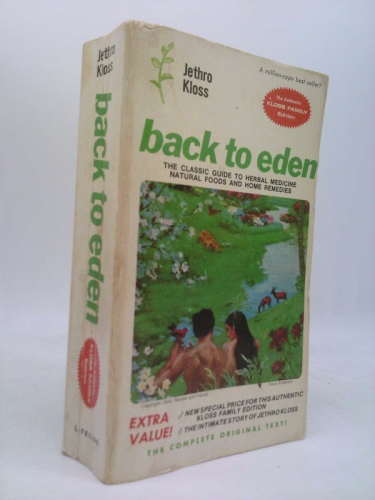 Jethro
Kloss
back to eden
Jethro
Kloss
A million-copy best seller!
The Authentic
KLOSS FAMILY
Edition
back to eden
THE CLASSIC GUIDE TO HERBAL MEDICINE
NATURAL FOODS AND HOME REMEDIES
EXTRA
VALUE!
NEW SPECIAL PRICE FOR THIS AUTHENTIC
KLOSS FAMILY EDITION
THE INTIMATE STORY OF JETHRO KLOSS
THE COMPLETE ORIGINAL TEXT!